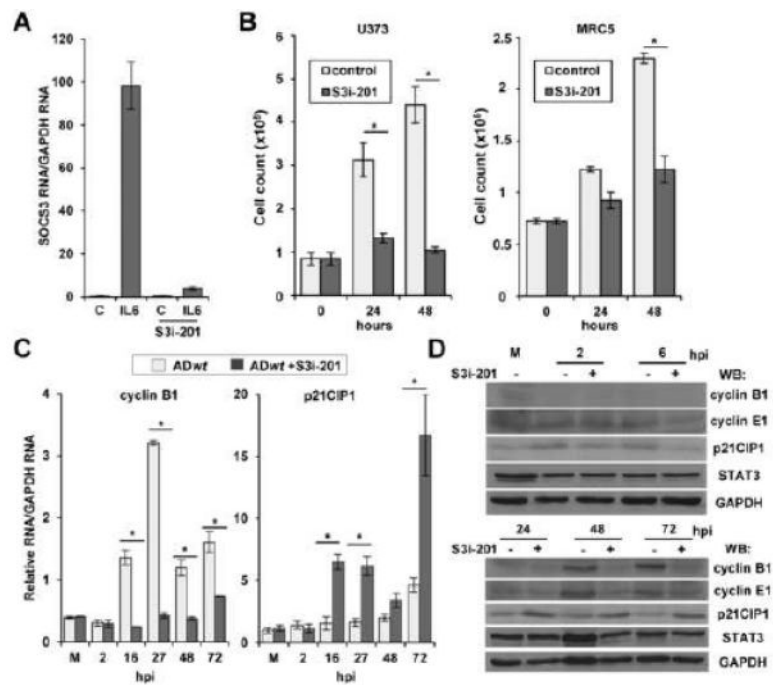 A
SOCS3 RNA/GAPDH RNA
120
100
80
60
40
20
0
C IL6 C IL6
S3i-201
B
U373
Cell count (x10⁵)
6
5
4
3
2
1
0
control
S3i-201
*
*
0 24 48
hours
MRC5
Cell count (x10⁵)
2.5
2
1.5
1
0.5
0
control
S3i-201
*
0 24 48
hours
C
ADwt ADwt+S3i-201
cyclin B1
Relative RNA/GAPDH RNA
4
3
2
1
0
*
*
*
*
M 2 16 27 48 72
hpi
p21CIP1
20
15
10
5
0
*
*
*
M 2 16 27 48 72
hpi
D
M 2 6 hpi
S3i-201 - + - + WB:
cyclin B1
cyclin E1
p21CIP1
STAT3
GAPDH
24 48 72 hpi
S3i-201 - + - + - + WB:
cyclin B1
cyclin E1
p21CIP1
STAT3
GAPDH